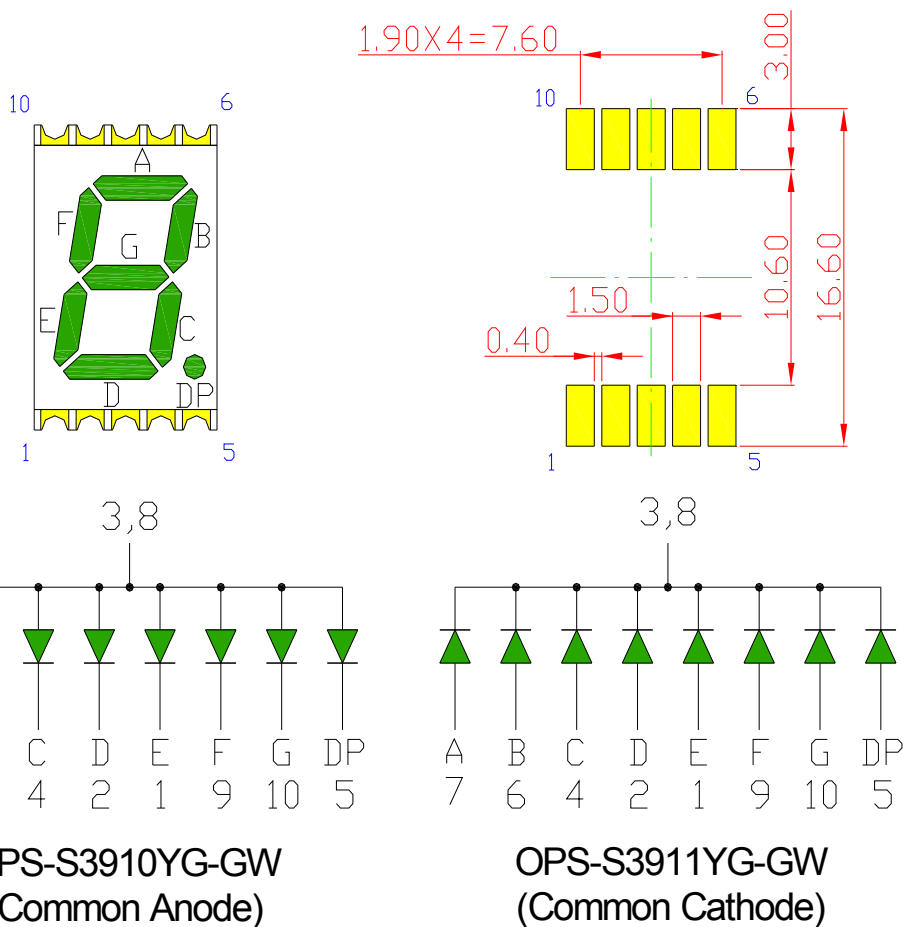 1.90X4=7.60
3.00
10 6
10 6
A
F B
G
10.60
16.60
1.50
E C
0.40
D DP
1 5
1 5
3,8
3,8
C D E F G DP
4 2 1 9 10 5
A B C D E F G DP
7 6 4 2 1 9 10 5
PS-S3910YG-GW
Common Anode)
OPS-S3911YG-GW
(Common Cathode)